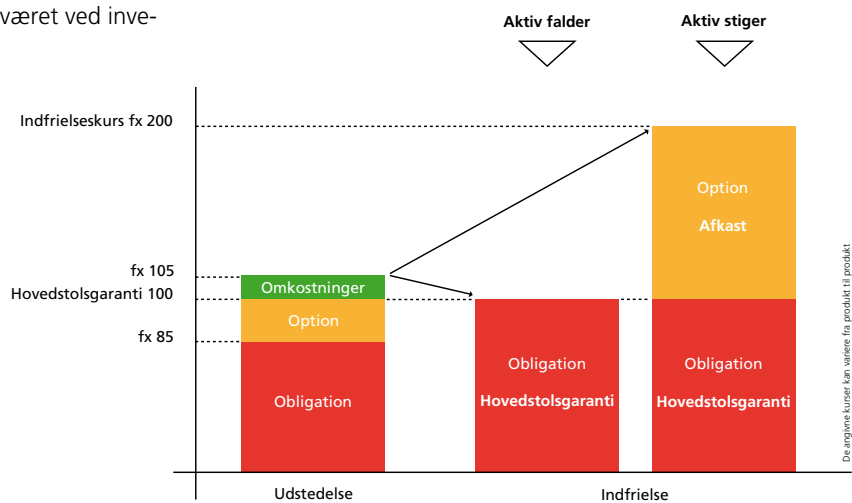 været ved inve-
Aktiv falder
Aktiv stiger
Indfrielseskurs fx 200
Option
Afkast
fx 105
Omkostninger
Hovedstolsgaranti 100
Option
fx 85
Obligation
Obligation
Hovedstolsgaranti
Obligation
Hovedstolsgaranti
Udstedelse
Indfrielse
De angivne kurser kan variere fra produkt til produkt